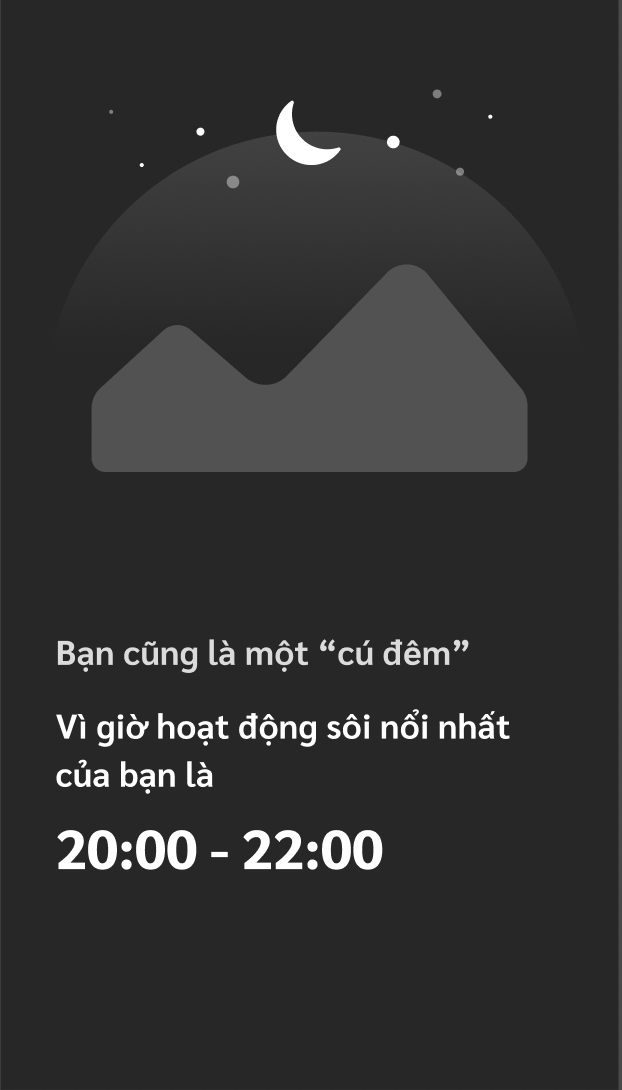 Bạn cũng là một “cú đêm”
Vì giờ hoạt động sôi nổi nhất
của bạn là
20:00 - 22:00